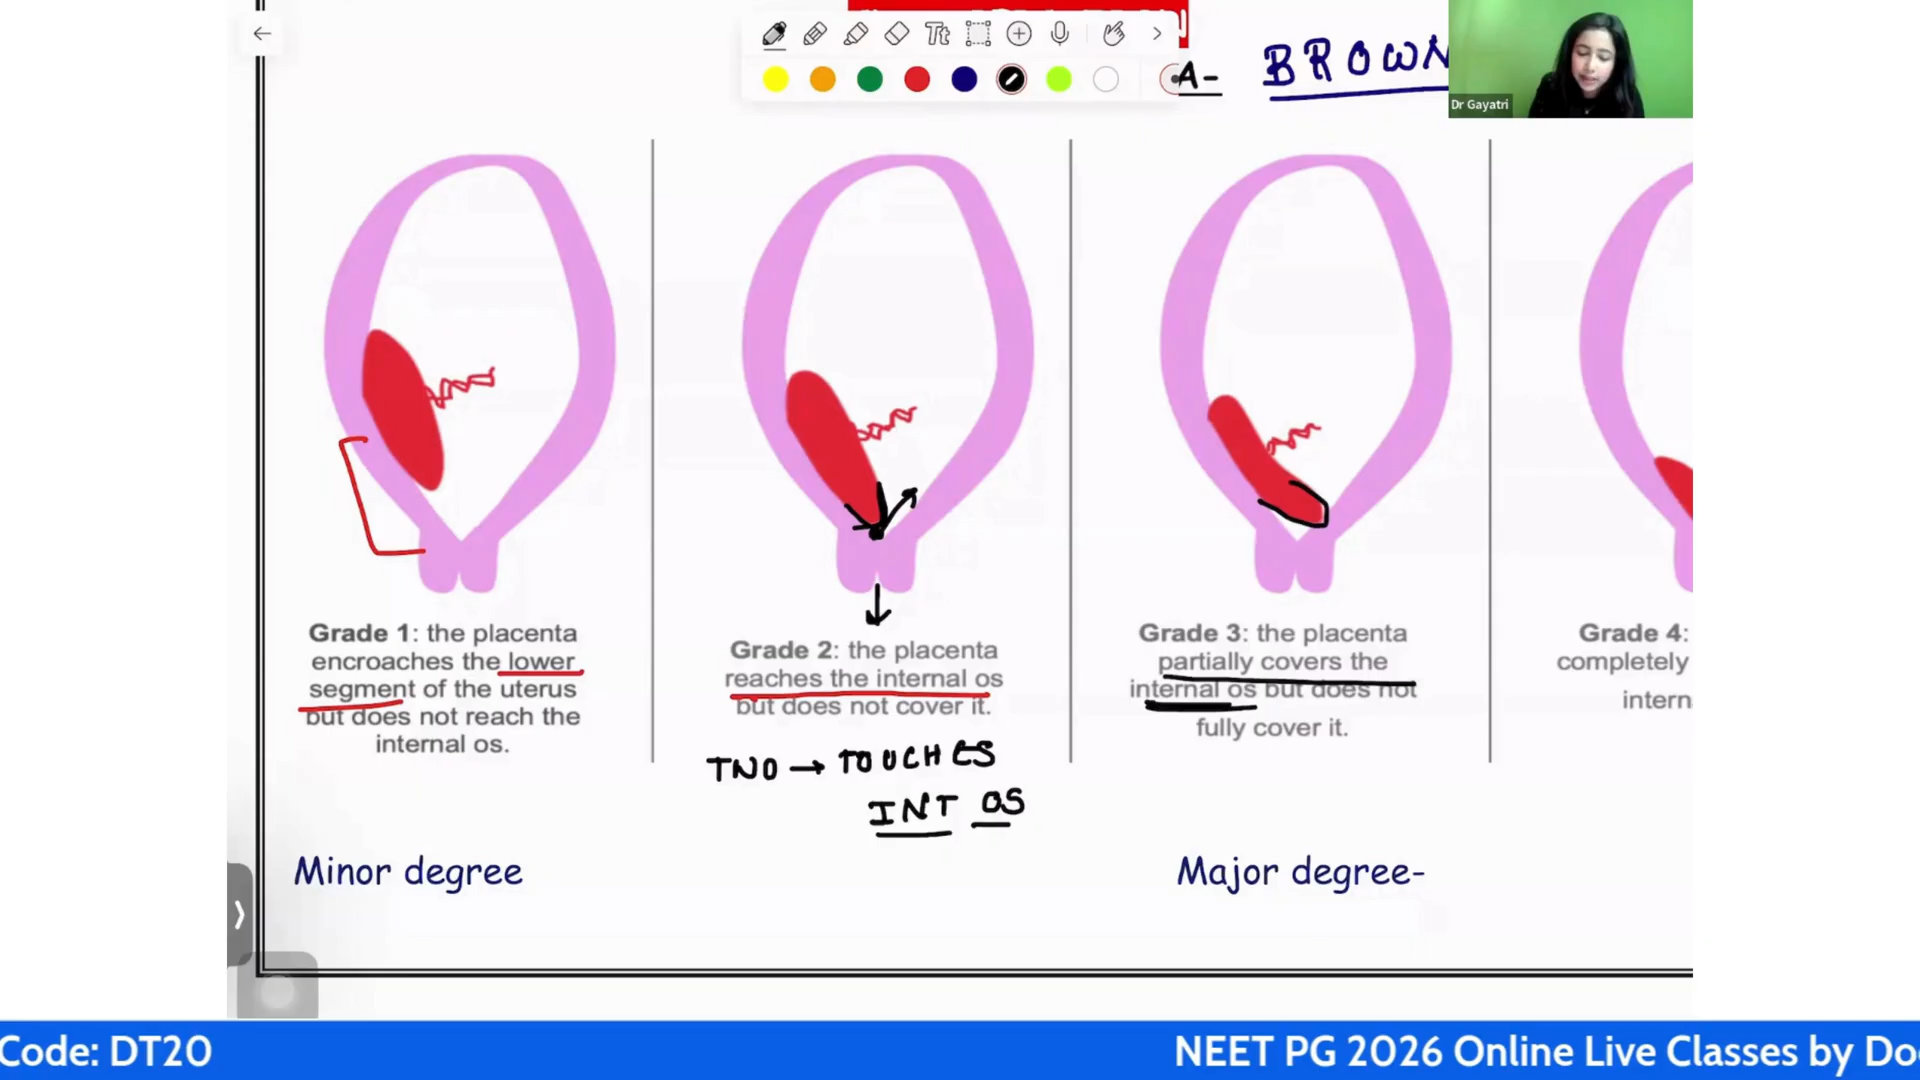 A- BROWN
Dr Gayatri
Tt
Grade 1: the placenta
encroaches the lower
segment of the uterus
but does not reach the
internal os.
Grade 2: the placenta
reaches the internal os
but does not cover it.
TNO → TOUCHES
INT OS
Grade 3: the placenta
partially covers the
internal os but does not
fully cover it.
Grade 4:
completely
intern
Minor degree
Major degree-
Code: DT20
NEET PG 2026 Online Live Classes by Do